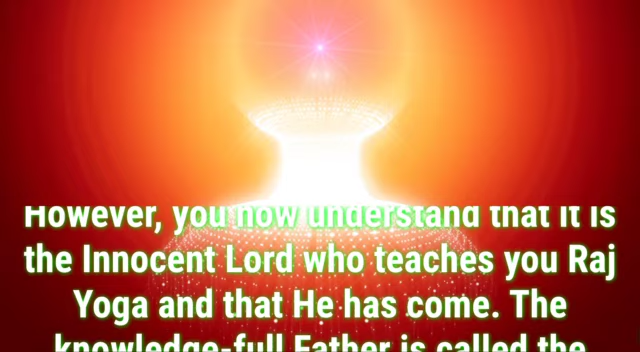 However, you now understand that it is
the Innocent Lord who teaches you Raj
Yoga and that He has come. The
knowledge-full Father is called the